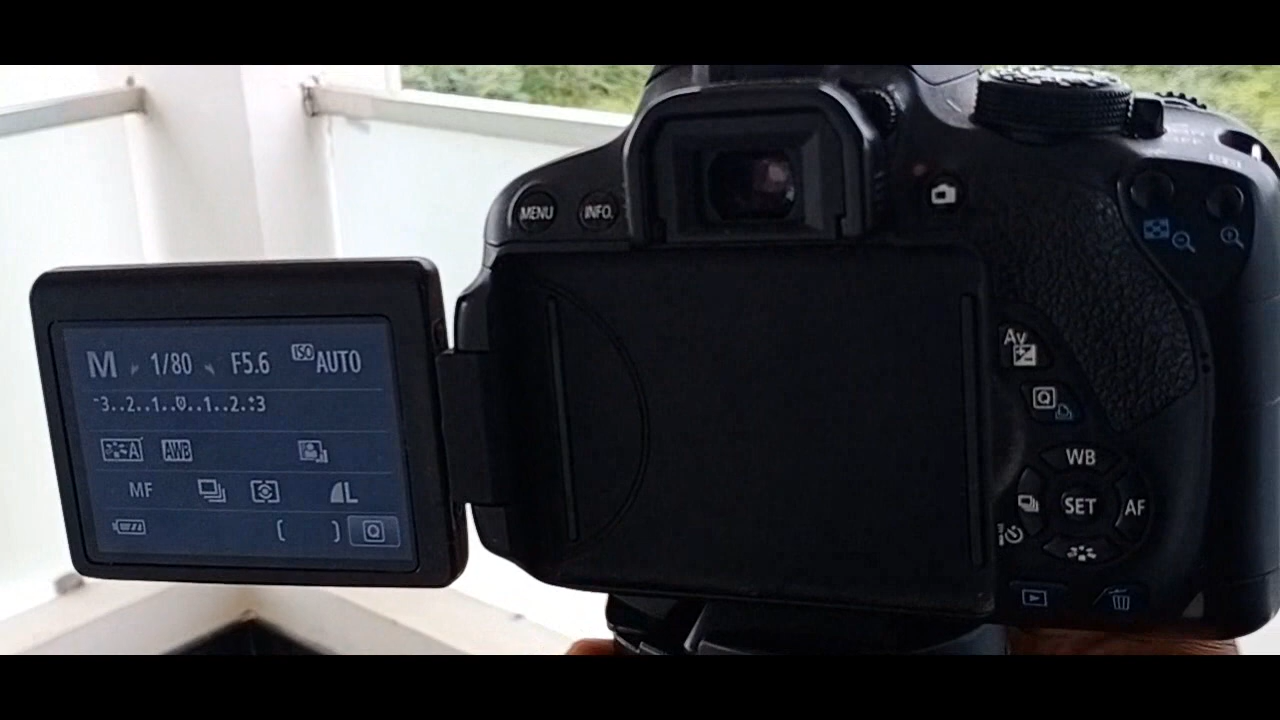 MENU INFO.
M 1/80 F5.6 ISO AUTO
-3..2..1..0..1..2..+3
A AWB
MF L
[ ] Q
Av
Q
WB
SET AF